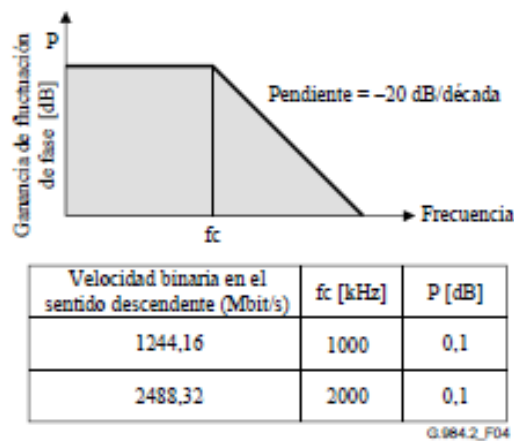 P
Ganancia de fluctuación
de fase [dB]
Pendiente = –20 dB/década
Frecuencia
fc
Velocidad binaria en el
sentido descendente (Mbit/s)
fc [kHz]
P [dB]
1244,16
1000
0,1
2488,32
2000
0,1
G.984.2_F04